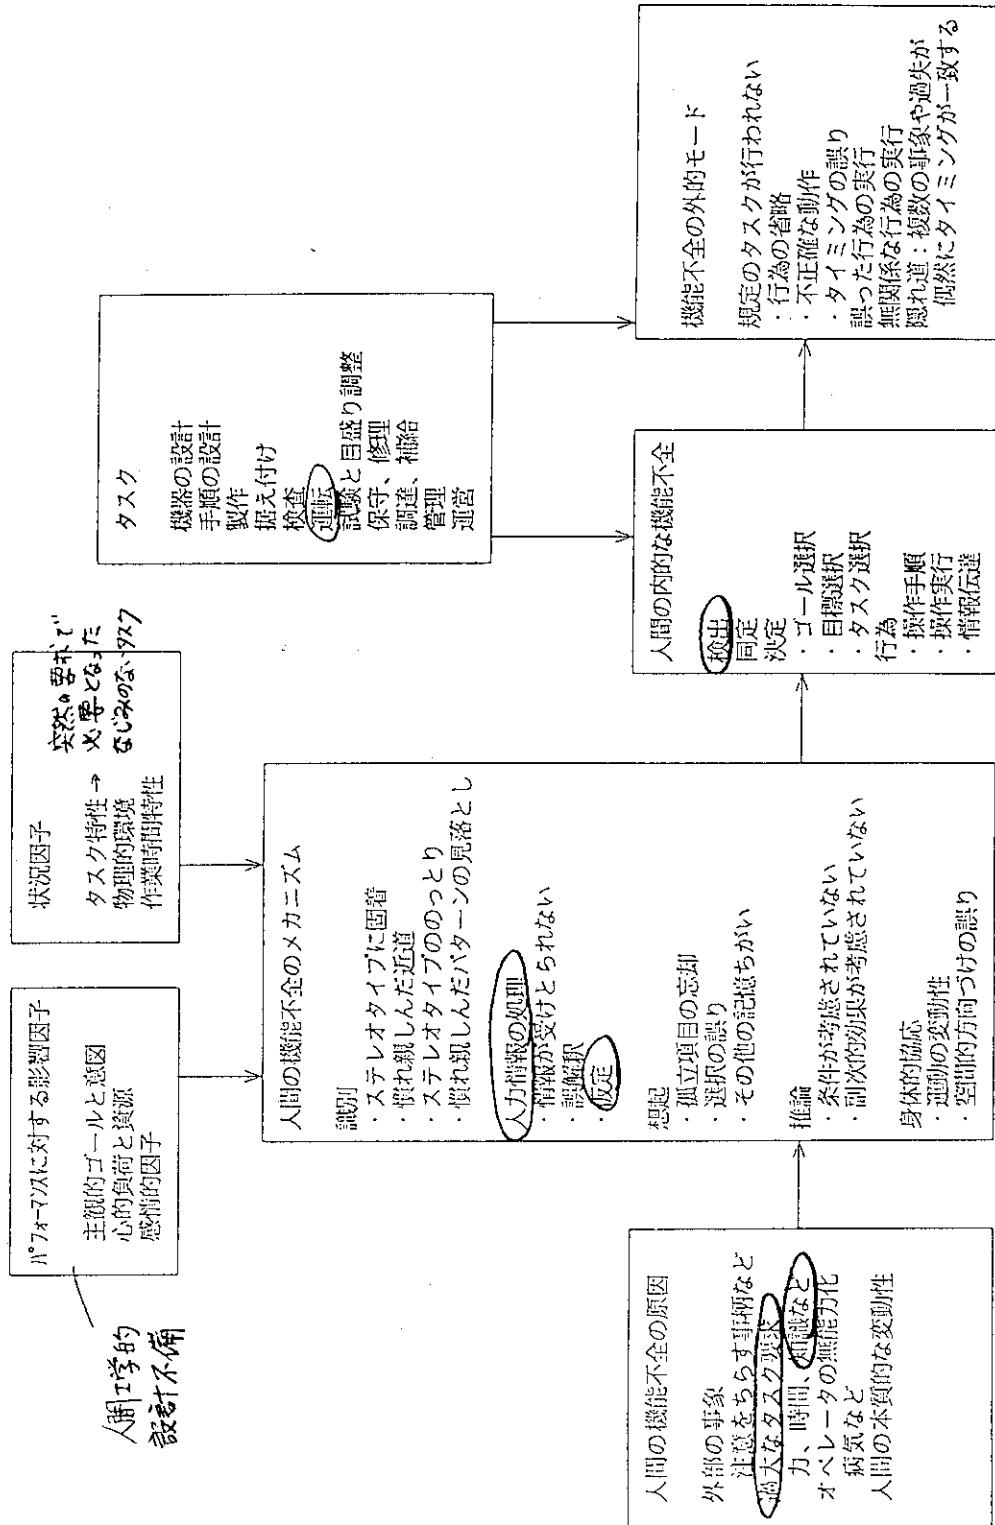 パフォーマンスに対する影響因子
主観的ゴールと意図
心的負荷と資源
感情的因子
人間工学的
設計不備
状況因子
タスク特性→
物理的環境
作業時間特性
突然の要求で
必要となった
なじみのないタスク
タスク
機器の設計
手順の設計
製作
据え付け
検査
運転
試験と目盛り調整
保守、修理
調達、補給
管理
運営
人間の機能不全の原因
外部の事象
注意をちらす事柄など
過大なタスク要求
力、時間、知識など
オペレータの無能力化
病気など
人間の本質的な変動性
人間の機能不全のメカニズム
識別
・ステレオタイプに固着
・慣れ親しんだ近道
・ステレオタイプののっとり
・慣れ親しんだパターンの見落とし
入力情報の処理
・情報が受けとられない
・誤解釈
・仮定
想起
・孤立項目の忘却
・選択の誤り
・その他の記憶ちがい
推論
・条件が考慮されていない
・副次的効果が考慮されていない
身体的協応
・運動の変動性
・空間的方向づけの誤り
人間の内的な機能不全
検出
同定
決定
・ゴール選択
・目標選択
・タスク選択
行為
・操作手順
・操作実行
・情報伝達
機能不全の外的モード
規定のタスクが行われない
・行為の省略
・不正確な動作
・タイミングの誤り
誤った行為の実行
無関係な行為の実行
隠れ道：複数の事象や過失が
偶然にタイミングが一致する